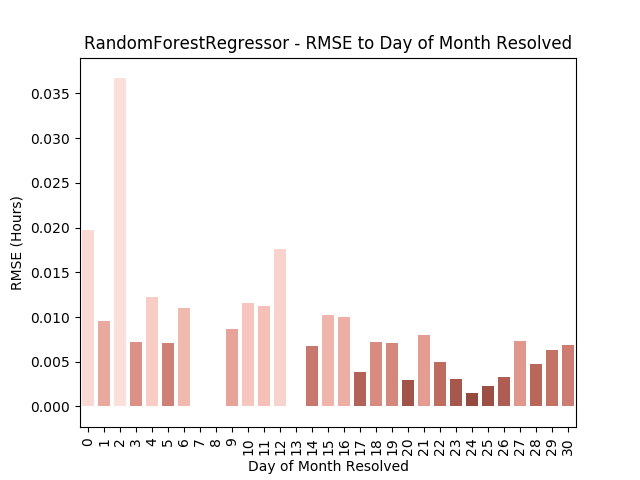 RandomForestRegressor - RMSE to Day of Month Resolved
RMSE (Hours)
0.035
0.030
0.025
0.020
0.015
0.010
0.005
0.000
0 1 2 3 4 5 6 7 8 9 10 11 12 13 14 15 16 17 18 19 20 21 22 23 24 25 26 27 28 29 30
Day of Month Resolved